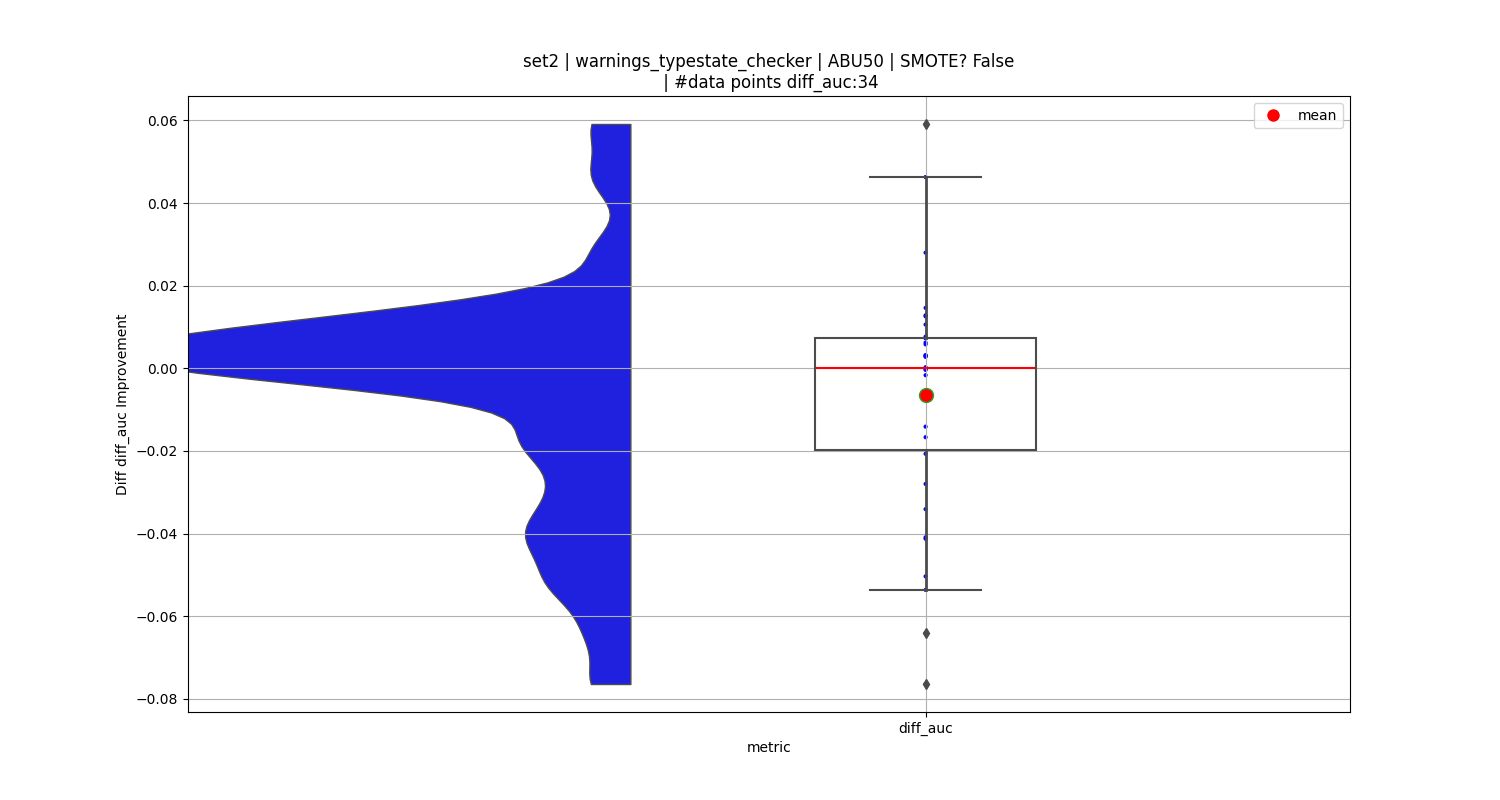 set2 | warnings_typestate_checker | ABU50 | SMOTE? False
| #data points diff_auc:34
mean
0.06
0.04
0.02
0.00
−0.02
−0.04
−0.06
−0.08
Diff diff_auc Improvement
diff_auc
metric